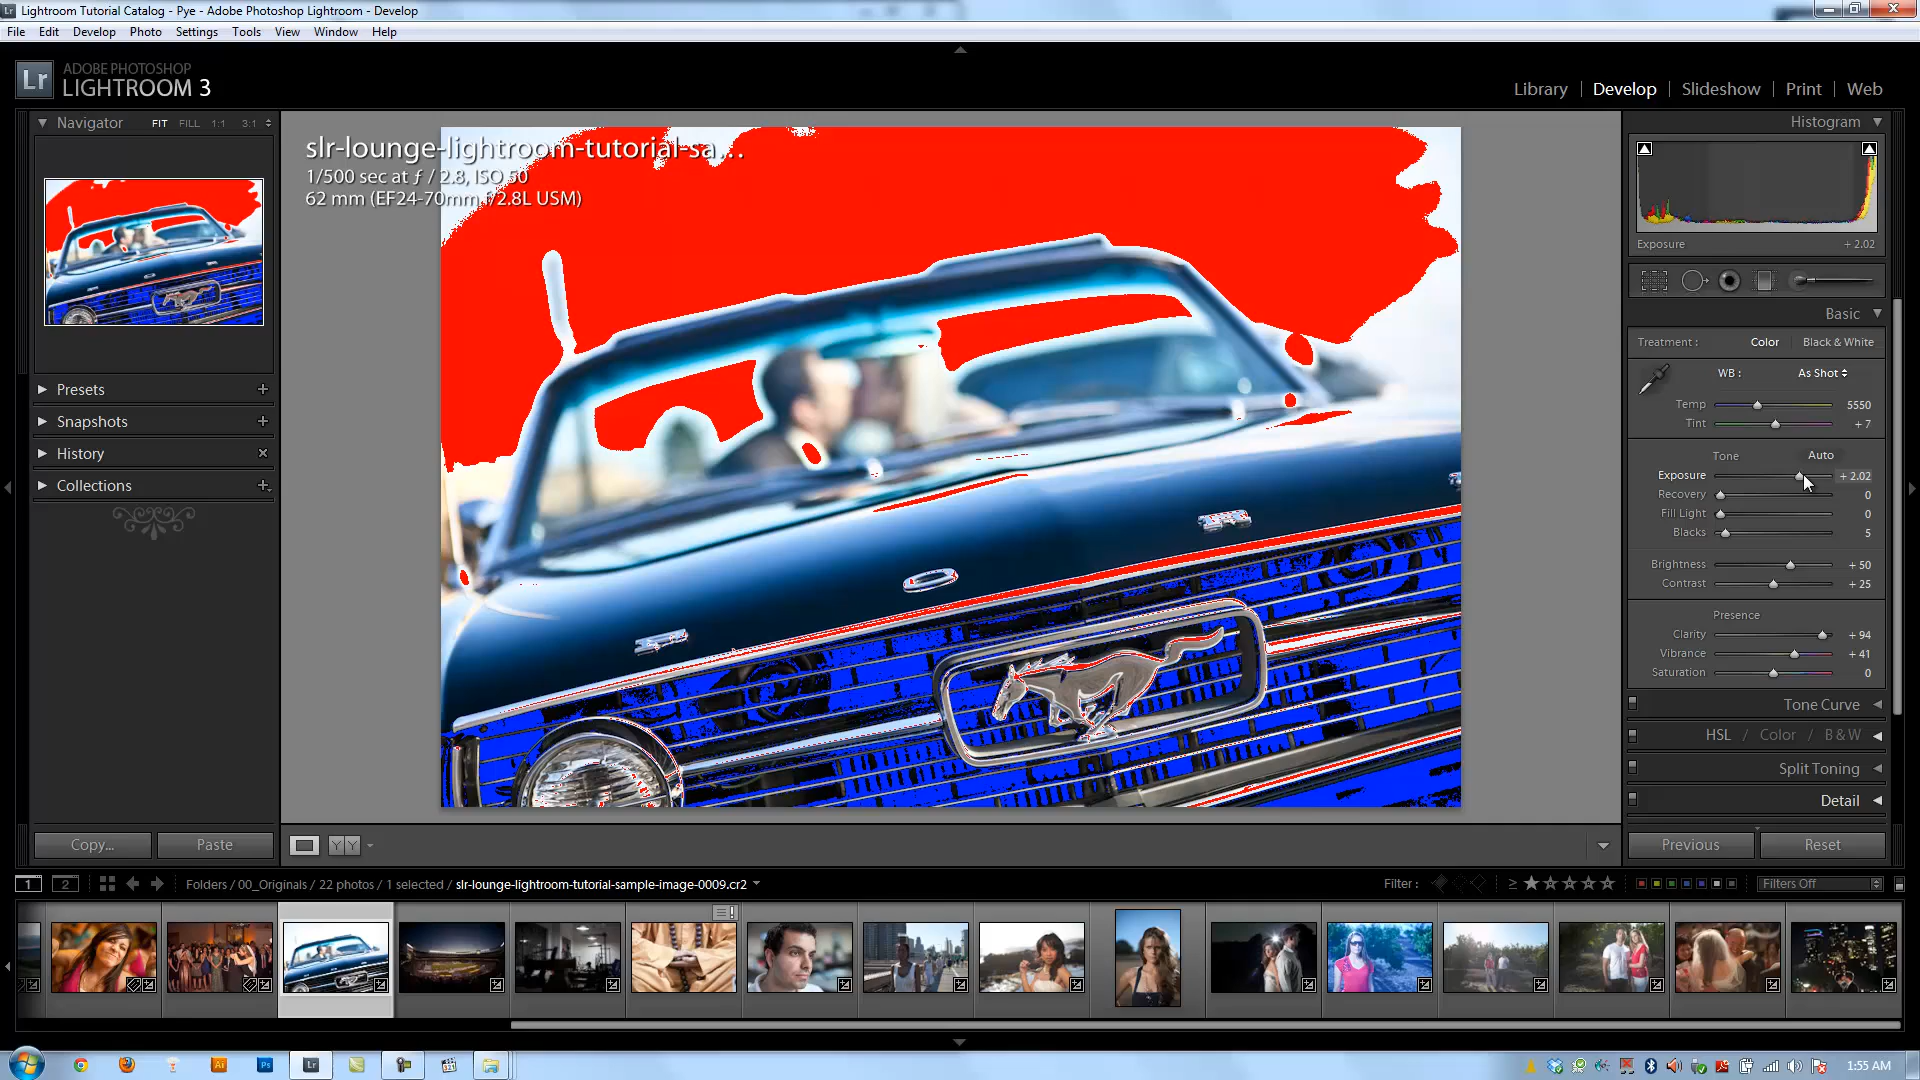 Lightroom Tutorial Catalog - Pye - Adobe Photoshop Lightroom - Develop
File Edit Develop Photo Settings Tools View Window Help
Lr ADOBE PHOTOSHOP
LIGHTROOM 3
Library | Develop | Slideshow | Print | Web
Navigator FIT FILL 1:1 3:1
Histogram
slr-lounge-lightroom-tutorial-sa...
1/500 sec at ƒ / 2.8, ISO 50
62 mm (EF24-70mm f/2.8L USM)
Exposure + 2.02
Basic
Treatment : Color Black & White
WB : As Shot
Temp 5550
Tint + 7
Tone Auto
Exposure + 2.02
Recovery 0
Fill Light 0
Blacks 5
Brightness + 50
Contrast + 25
Presence
Clarity + 94
Vibrance + 41
Saturation 0
Tone Curve
HSL / Color / B & W
Split Toning
Detail
Presets
Snapshots
History
Collections
Copy... Paste
Y Y
Previous Reset
1 2 Folders / 00_Originals / 22 photos / 1 selected / slr-lounge-lightroom-tutorial-sample-image-0009.cr2
Filter : ≥ Filters Off
Ai Ps Lr
1:55 AM